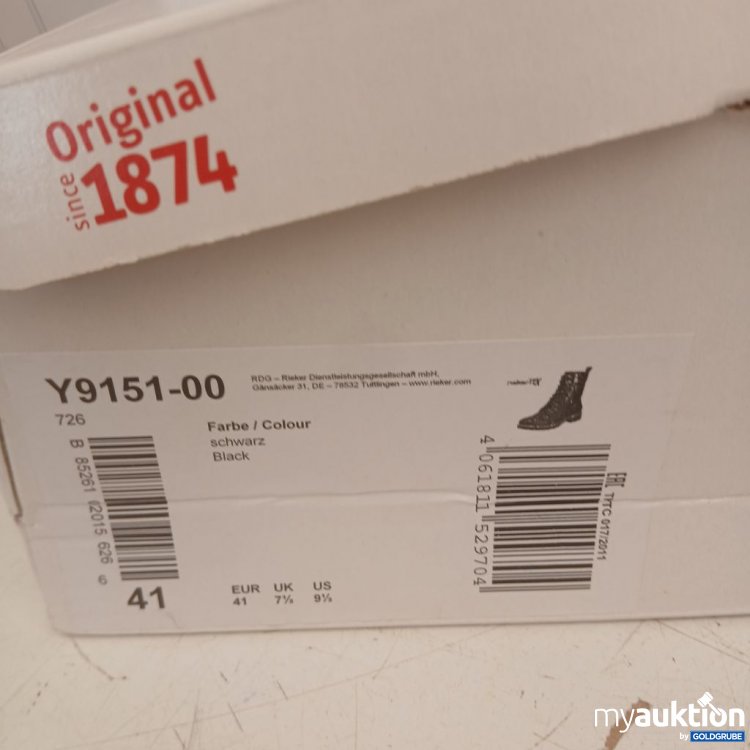 Original
since 1874
Y9151-00
RDG – Rieker Dienstleistungsgesellschaft mbH,
Gänsäcker 31, DE – 78532 Tuttlingen – www.rieker.com
726
Farbe / Colour
schwarz
Black
B 85261 02015 626 6
41
EUR UK US
41 7½ 9½
4 061811 529704
EAC
TYTC 017/2011
myauktion
by GOLDGRUBE